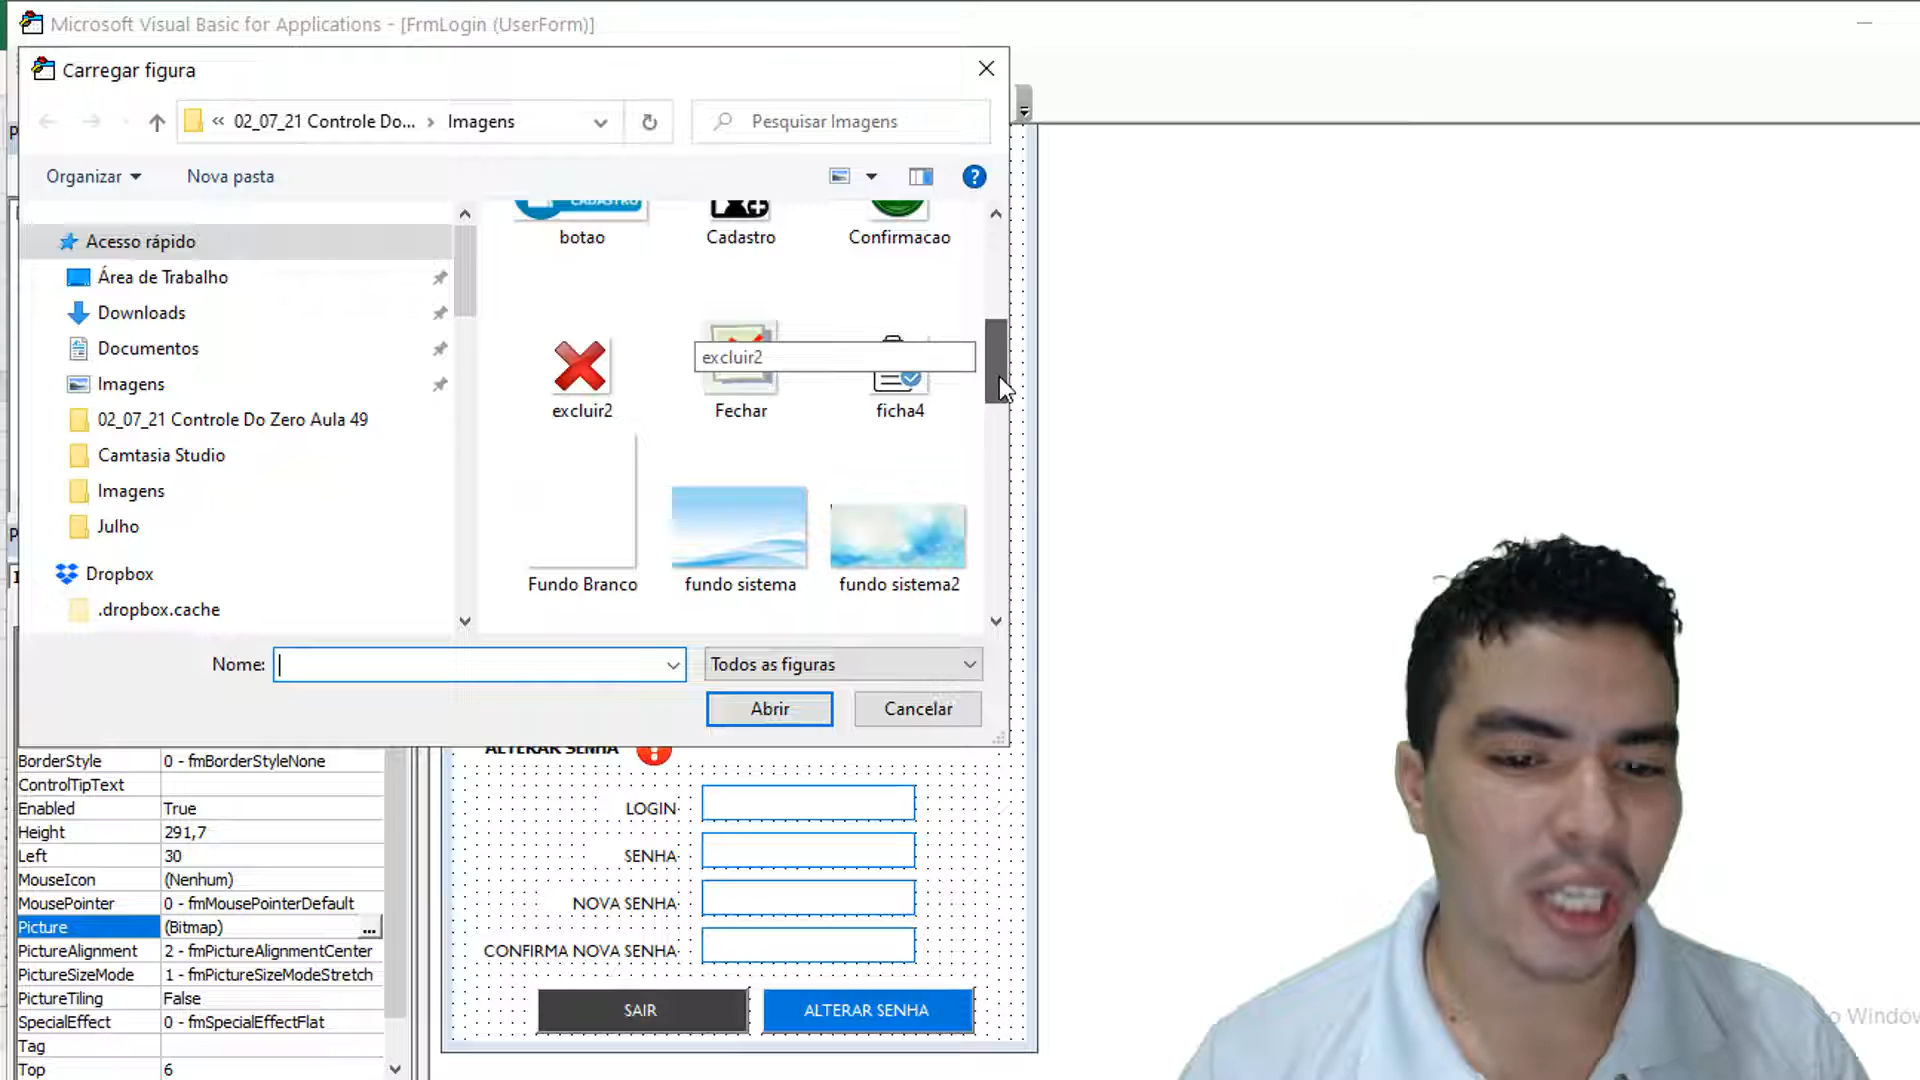 Microsoft Visual Basic for Applications - [FrmLogin (UserForm)]
Carregar figura
« 02_07_21 Controle Do... › Imagens
Pesquisar Imagens
Organizar
Nova pasta
Acesso rápido
Área de Trabalho
Downloads
Documentos
Imagens
02_07_21 Controle Do Zero Aula 49
Camtasia Studio
Imagens
Julho
Dropbox
.dropbox.cache
CADASTRO
botao
Cadastro
Confirmacao
excluir2
excluir2
Fechar
ficha4
Fundo Branco
fundo sistema
fundo sistema2
Nome:
Todos as figuras
Abrir
Cancelar
BorderStyle 0 - fmBorderStyleNone
ControlTipText
Enabled True
Height 291,7
Left 30
MouseIcon (Nenhum)
MousePointer 0 - fmMousePointerDefault
Picture (Bitmap) ...
PictureAlignment 2 - fmPictureAlignmentCenter
PictureSizeMode 1 - fmPictureSizeModeStretch
PictureTiling False
SpecialEffect 0 - fmSpecialEffectFlat
Tag
Top 6
ALTERAR SENHA
LOGIN
SENHA
NOVA SENHA
CONFIRMA NOVA SENHA
SAIR
ALTERAR SENHA
o Window